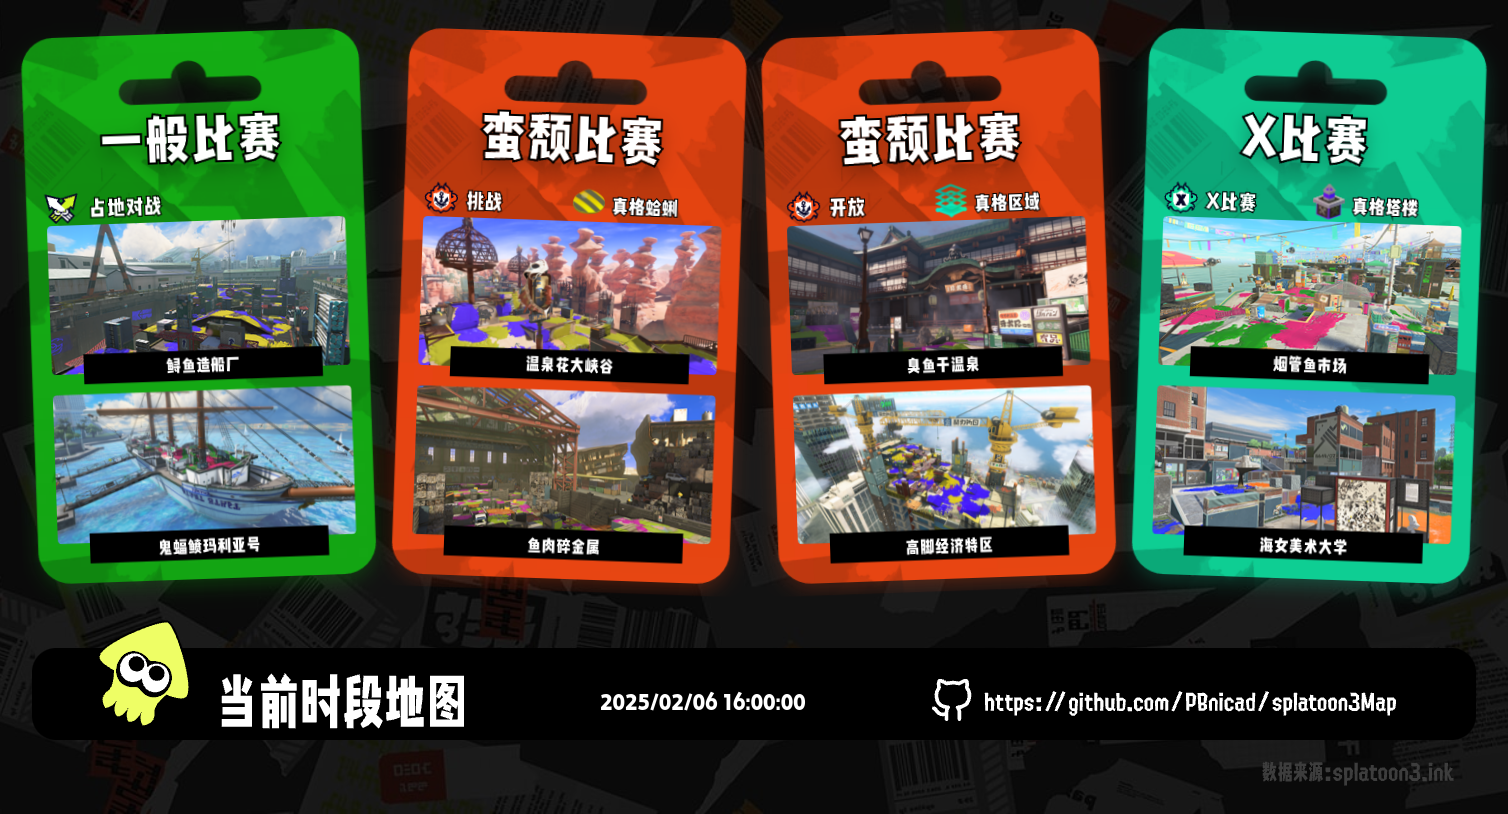 一般比赛
占地对战
鲟鱼造船厂
鬼蝠鲼玛利亚号
蛮颓比赛
挑战
真格蛤蜊
温泉花大峡谷
鱼肉碎金属
蛮颓比赛
开放
真格区域
臭鱼干温泉
高脚经济特区
X比赛
X比赛
真格塔楼
烟管鱼市场
海女美术大学
当前时段地图
2025/02/06 16:00:00
https://github.com/PBnicad/splatoon3Map
数据来源:splatoon3.ink